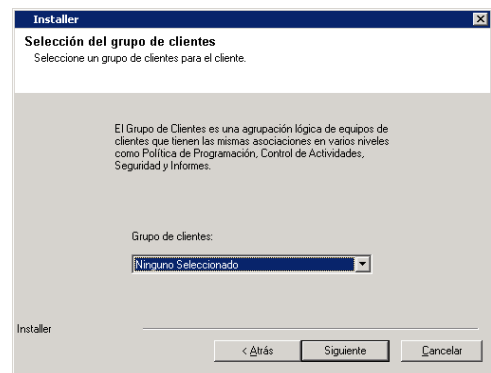 Installer
Selección del grupo de clientes
Seleccione un grupo de clientes para el cliente.
El Grupo de Clientes es una agrupación lógica de equipos de
clientes que tienen las mismas asociaciones en varios niveles
como Política de Programación, Control de Actividades,
Seguridad y Informes.
Grupo de clientes:
Ninguno Seleccionado
Installer
< Atrás Siguiente Cancelar